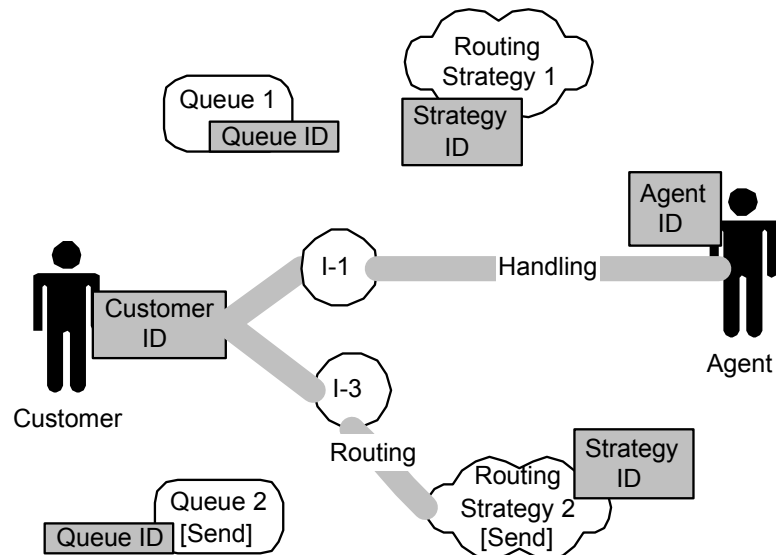 Routing
Strategy 1
Queue 1
Queue ID
Strategy
ID
Agent
ID
I-1
Handling
Customer
ID
Agent
I-3
Customer
Routing
Strategy
ID
Routing
Strategy 2
[Send]
Queue 2
[Send]
Queue ID